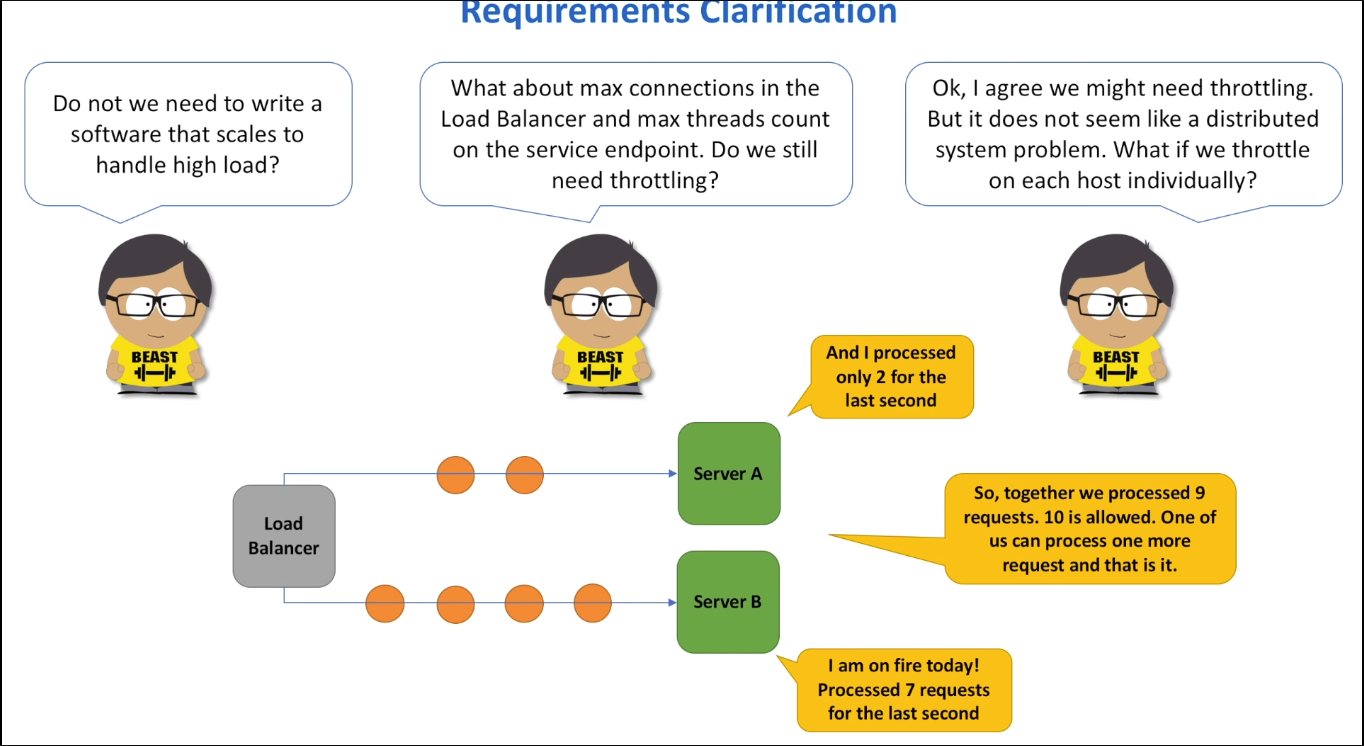 Requirements Clarification
Do not we need to write a
software that scales to
handle high load?
What about max connections in the
Load Balancer and max threads count
on the service endpoint. Do we still
need throttling?
Ok, I agree we might need throttling.
But it does not seem like a distributed
system problem. What if we throttle
on each host individually?
BEAST
BEAST
BEAST
And I processed
only 2 for the
last second
Server A
Load
Balancer
So, together we processed 9
requests. 10 is allowed. One of
us can process one more
request and that is it.
Server B
I am on fire today!
Processed 7 requests
for the last second